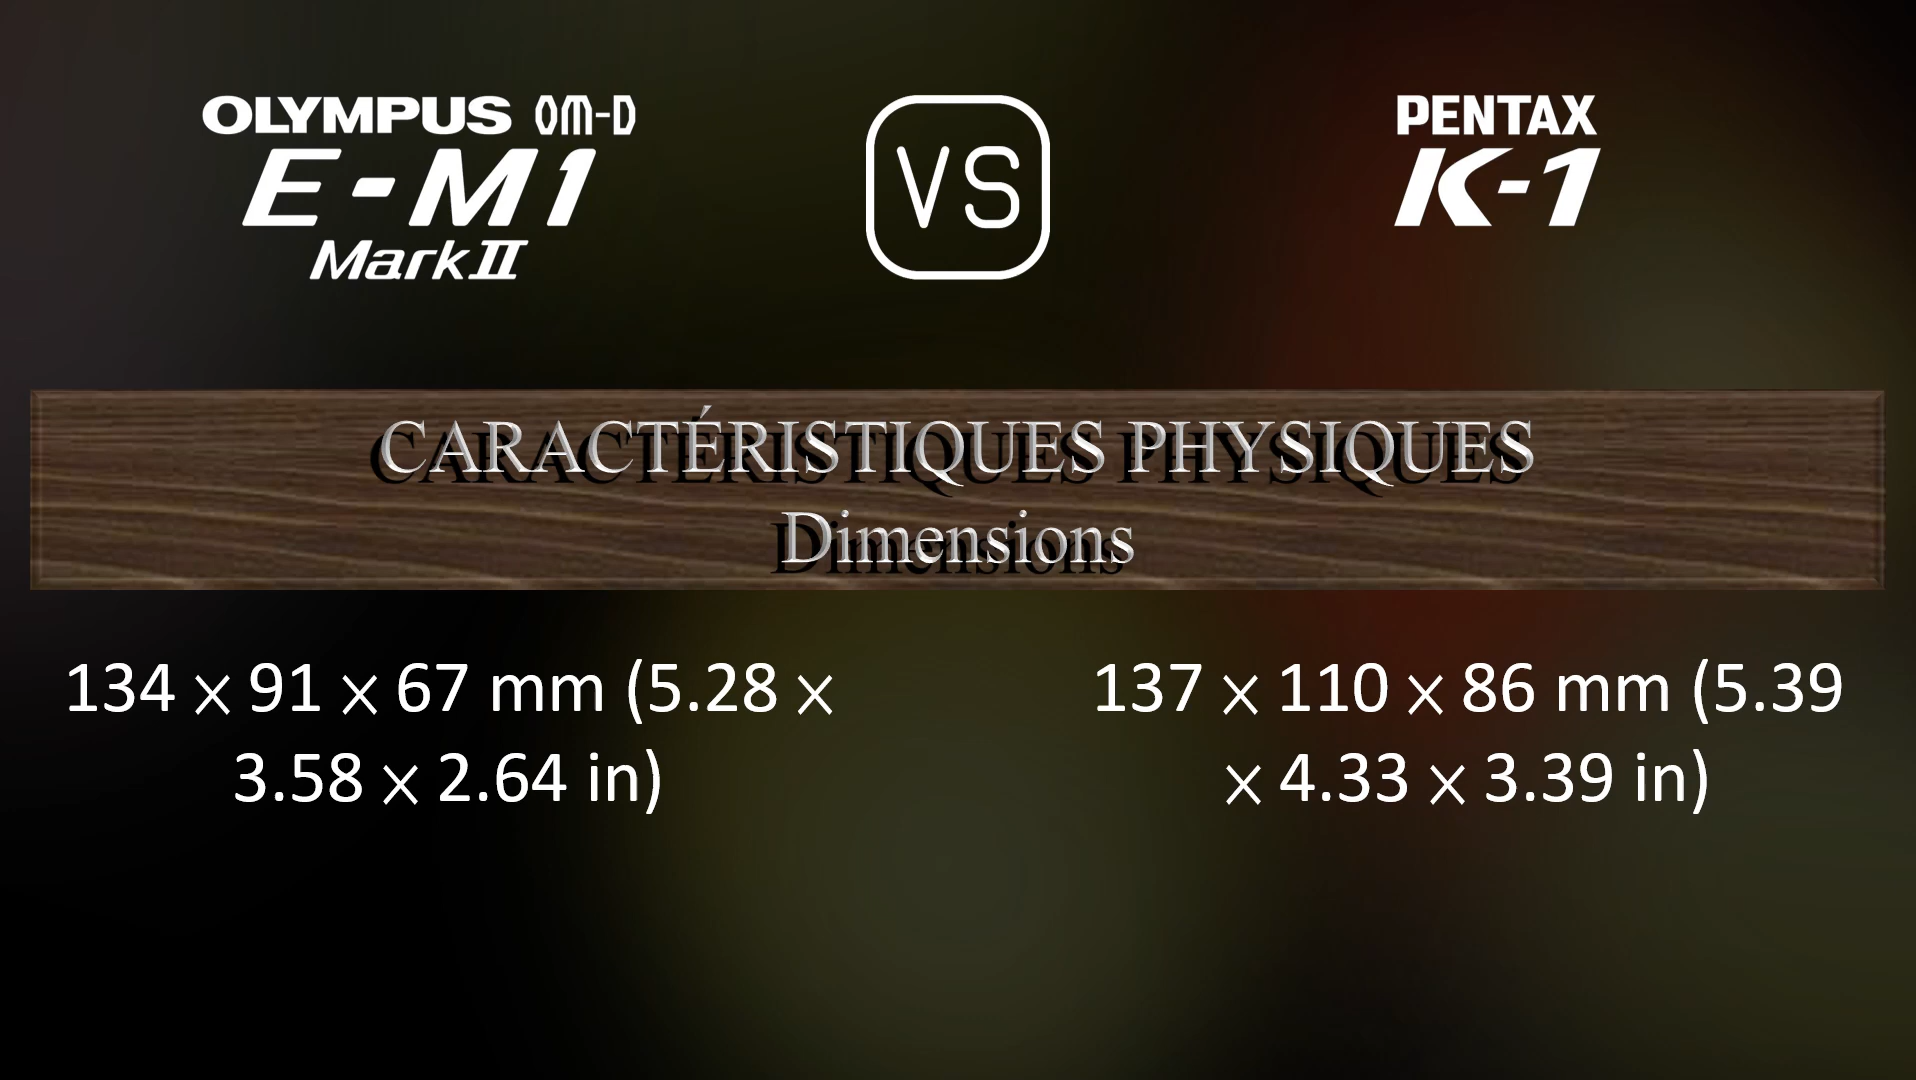 OLYMPUS OM-D
E-M1
Mark II
VS
PENTAX
K-1
CARACTÉRISTIQUES PHYSIQUES
Dimensions
134 x 91 x 67 mm (5.28 x
3.58 x 2.64 in)
137 x 110 x 86 mm (5.39
x 4.33 x 3.39 in)